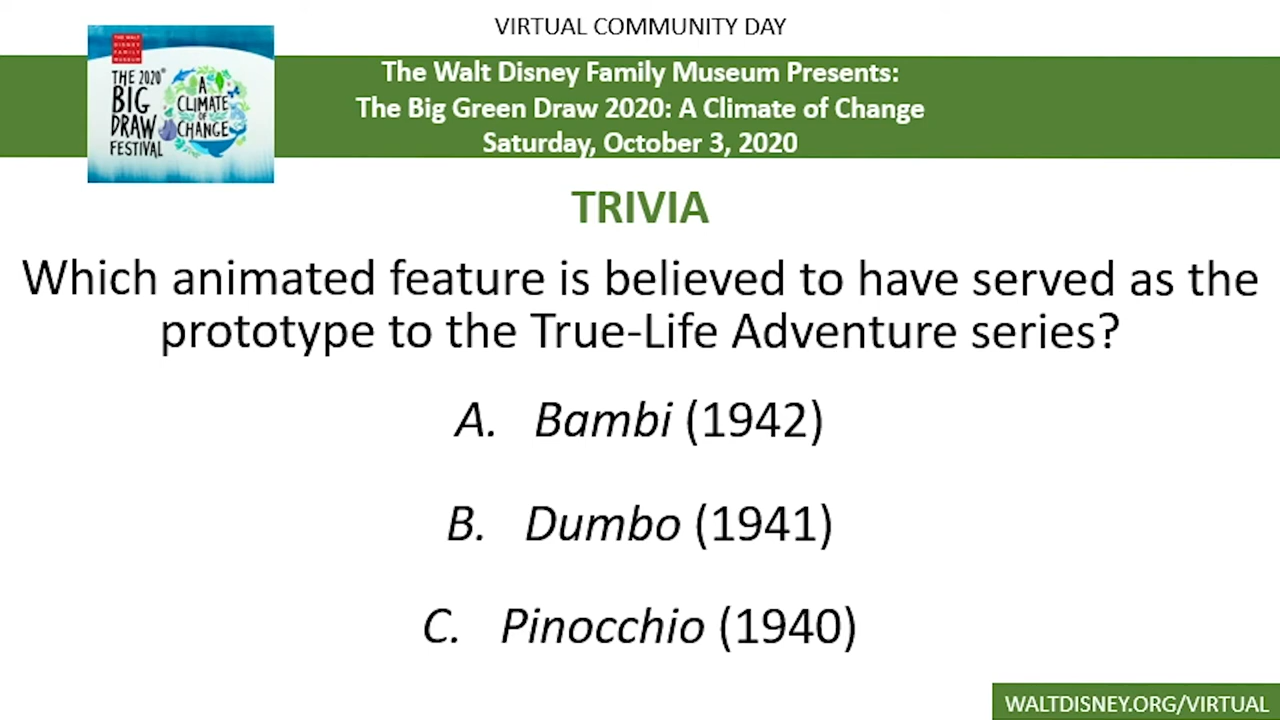 VIRTUAL COMMUNITY DAY
THE WALT
DISNEY
FAMILY
MUSEUM
THE 2020
BIG
DRAW
FESTIVAL
A
CLIMATE
OF
CHANGE
The Walt Disney Family Museum Presents:
The Big Green Draw 2020: A Climate of Change
Saturday, October 3, 2020
TRIVIA
Which animated feature is believed to have served as the
prototype to the True-Life Adventure series?
A. Bambi (1942)
B. Dumbo (1941)
C. Pinocchio (1940)
WALTDISNEY.ORG/VIRTUAL